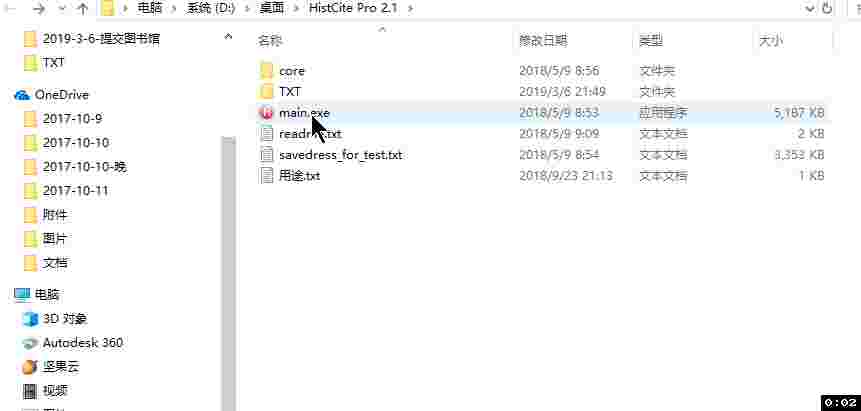 电脑 > 系统 (D:) > 桌面 > HistCite Pro 2.1 >
2019-3-6-提交图书馆
TXT
OneDrive
2017-10-9
2017-10-10
2017-10-10-晚
2017-10-11
附件
图片
文档
电脑
3D 对象
Autodesk 360
坚果云
视频
名称 修改日期 类型 大小
core 2018/5/9 8:56 文件夹
TXT 2019/3/6 21:49 文件夹
main.exe 2018/5/9 8:53 应用程序 5,187 KB
2018/5/9 9:09 文本文档 2 KB
savedress_for_test.txt 2018/5/9 8:54 文本文档 3,353 KB
用途.txt 2018/9/23 21:13 文本文档 1 KB
0:02